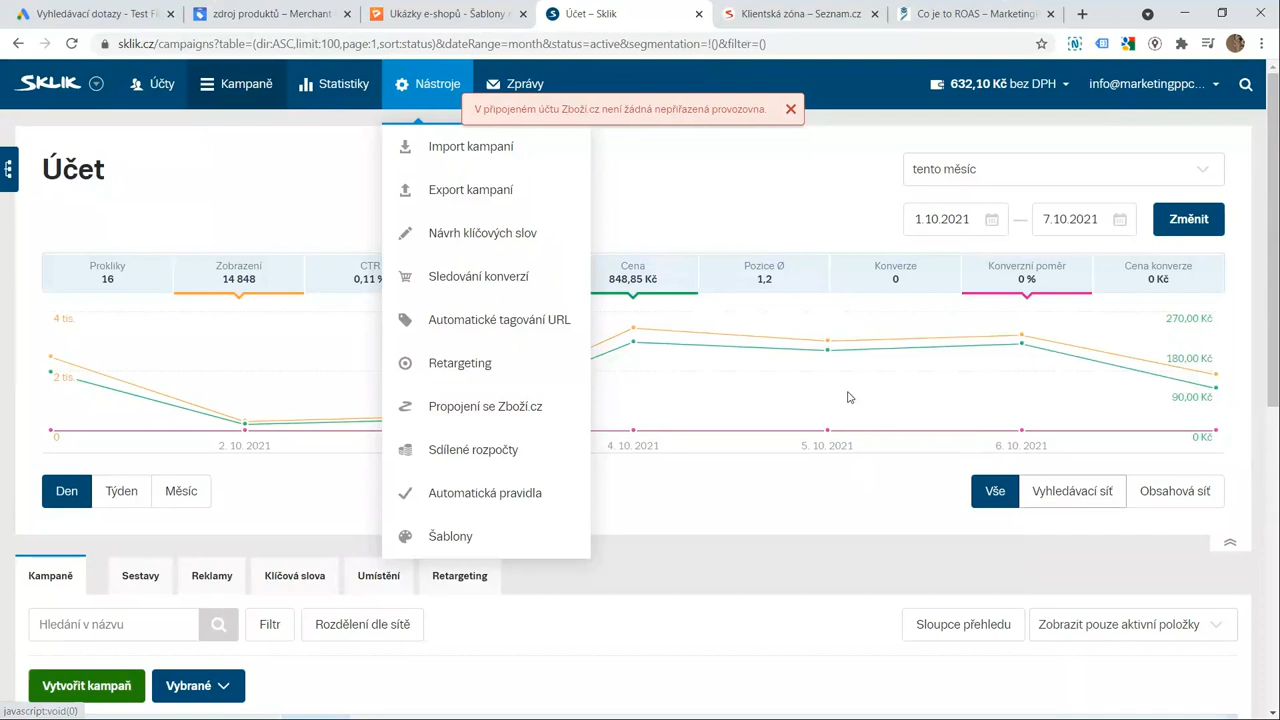 Vyhledávací dotazy - Test Fi
zdroj produktů – Merchant
Ukázky e-shopů - Šablony
Účet – Sklik
Klientská zóna – Seznam.cz
Co je to ROAS – Marketing
sklik.cz/campaigns?table=(dir:ASC,limit:100,page:1,sort:status)&dateRange=month&status=active&segmentation=!()&filter=()
SKLIK
Účty
Kampaně
Statistiky
Nástroje
Zprávy
632,10 Kč bez DPH
info@marketingppc...
V připojeném účtu Zboží.cz není žádná nepřiřazená provozovna.
Import kampaní
Export kampaní
Návrh klíčových slov
Sledování konverzí
Automatické tagování URL
Retargeting
Propojení se Zboží.cz
Sdílené rozpočty
Automatická pravidla
Šablony
Účet
tento měsíc
1.10.2021 — 7.10.2021
Změnit
Prokliky
16
Zobrazení
14 848
CTR
0,11 %
Cena
848,85 Kč
Pozice Ø
1,2
Konverze
0
Konverzní poměr
0 %
Cena konverze
0 Kč
4 tis.
2 tis.
0
270,00 Kč
180,00 Kč
90,00 Kč
0 Kč
2. 10. 2021
4. 10. 2021
5. 10. 2021
6. 10. 2021
Den
Týden
Měsíc
Vše
Vyhledávací síť
Obsahová síť
Kampaně
Sestavy
Reklamy
Klíčová slova
Umístění
Retargeting
Hledání v názvu
Filtr
Rozdělení dle sítě
Sloupce přehledu
Zobrazit pouze aktivní položky
Vytvořit kampaň
Vybrané
javascript:void(0)